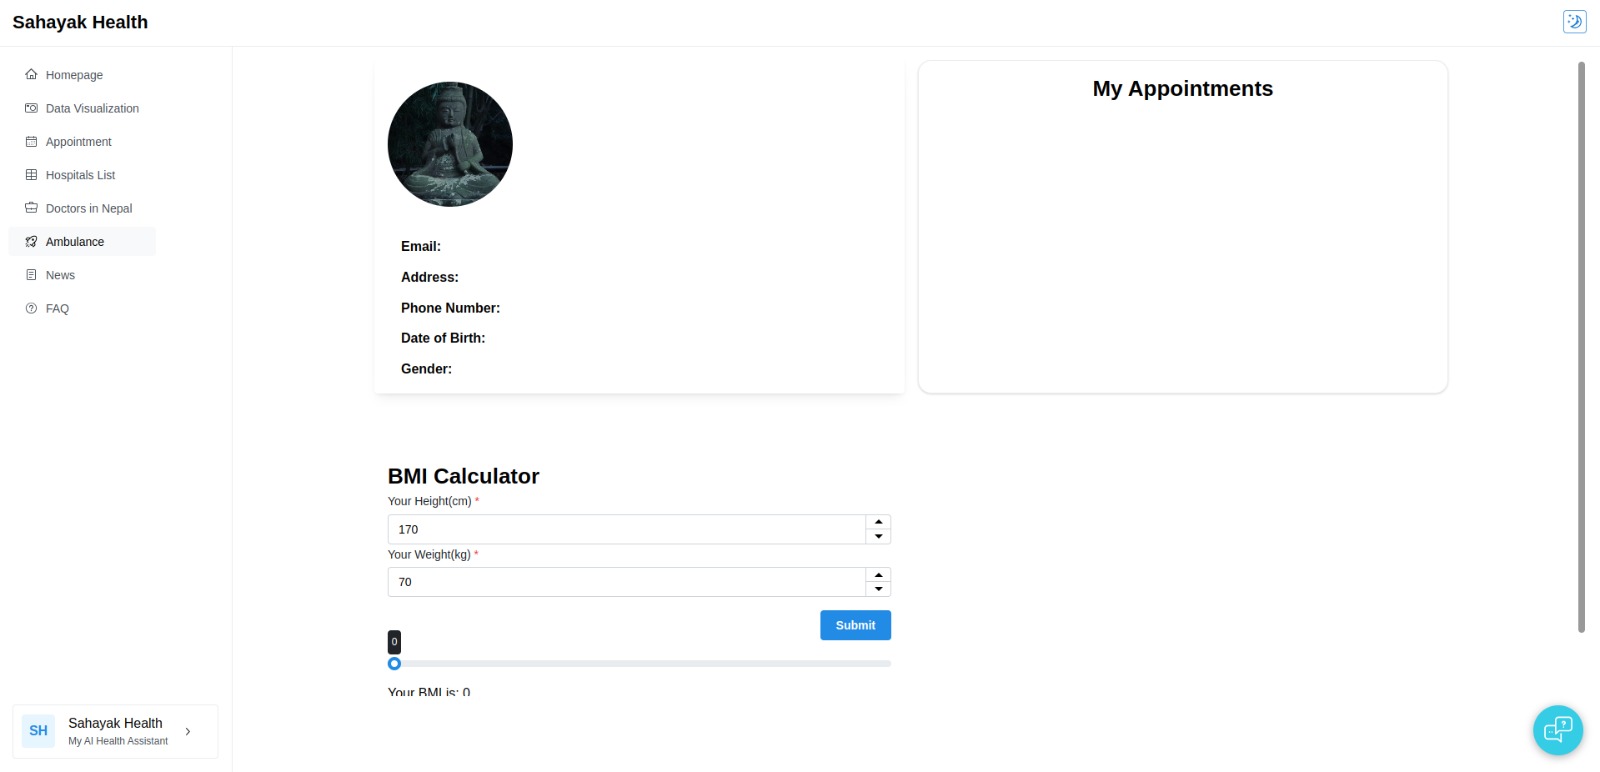 Sahayak Health
Homepage
Data Visualization
Appointment
Hospitals List
Doctors in Nepal
Ambulance
News
FAQ
Email:
Address:
Phone Number:
Date of Birth:
Gender:
My Appointments
BMI Calculator
Your Height(cm) *
170
Your Weight(kg) *
70
Submit
0
Your BMI is: 0
SH
Sahayak Health
My AI Health Assistant